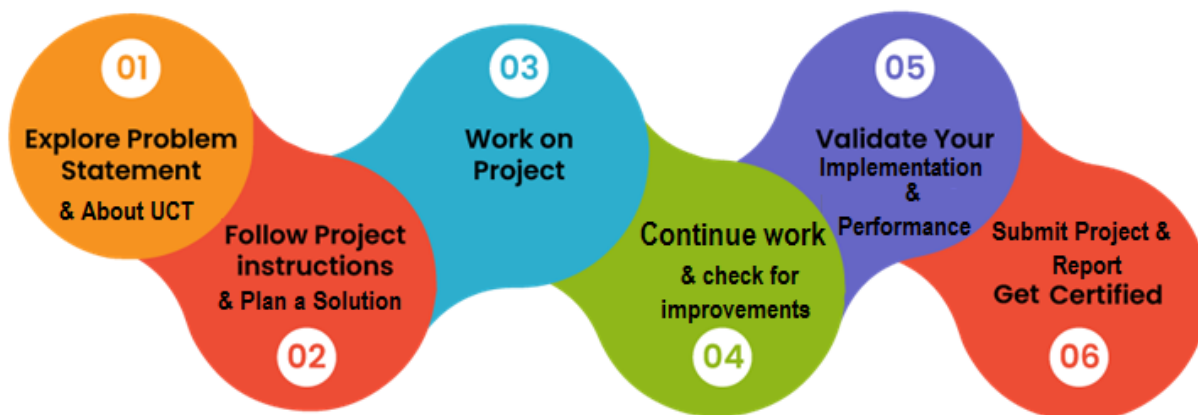 01
Explore Problem
Statement
& About UCT
Follow Project
instructions
& Plan a Solution
02
03
Work on
Project
Continue work
& check for
improvements
04
05
Validate Your
Implementation
&
Performance
Submit Project &
Report
Get Certified
06